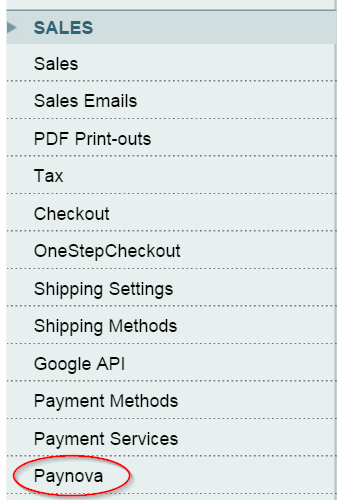 SALES
Sales
Sales Emails
PDF Print-outs
Tax
Checkout
OneStepCheckout
Shipping Settings
Shipping Methods
Google API
Payment Methods
Payment Services
Paynova